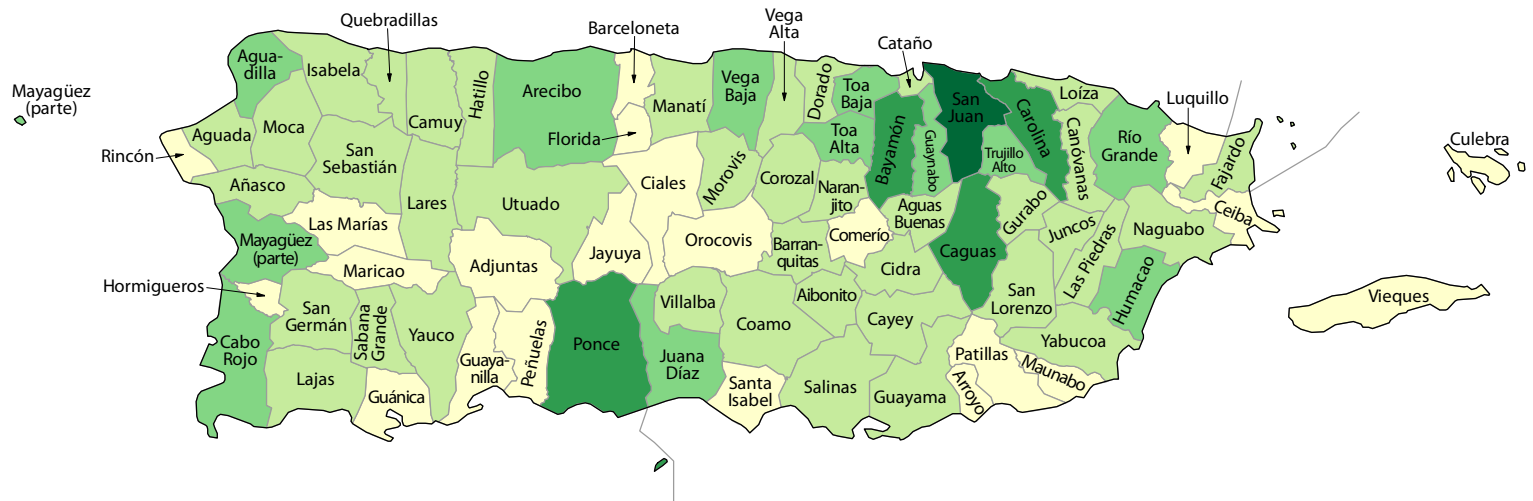 Quebradillas
Barceloneta
Vega
Alta
Cataño
Mayagüez
(parte)
Agua-
dilla
Isabela
Hatillo
Arecibo
Vega
Baja
Dorado
Toa
Baja
San
Juan
Carolina
Loíza
Luquillo
Culebra
Aguada
Moca
Camuy
Manatí
Florida
Toa
Alta
Bayamón
Guaynabo
Trujillo
Alto
Canóvanas
Río
Grande
Fajardo
Rincón
San
Sebastián
Añasco
Lares
Utuado
Ciales
Morovis
Corozal
Naran-
jito
Aguas
Buenas
Gurabo
Ceiba
Las Marías
Mayagüez
(parte)
Maricao
Adjuntas
Jayuya
Orocovis
Barran-
quitas
Comerío
Caguas
Juncos
Las Piedras
Naguabo
Hormigueros
Cidra
Aibonito
San
Lorenzo
Humacao
Vieques
San
Germán
Sabana
Grande
Yauco
Villalba
Coamo
Cayey
Cabo
Rojo
Guaya-
nilla
Peñuelas
Ponce
Juana
Díaz
Patillas
Yabucoa
Maunabo
Lajas
Guánica
Santa
Isabel
Salinas
Guayama
Arroyo